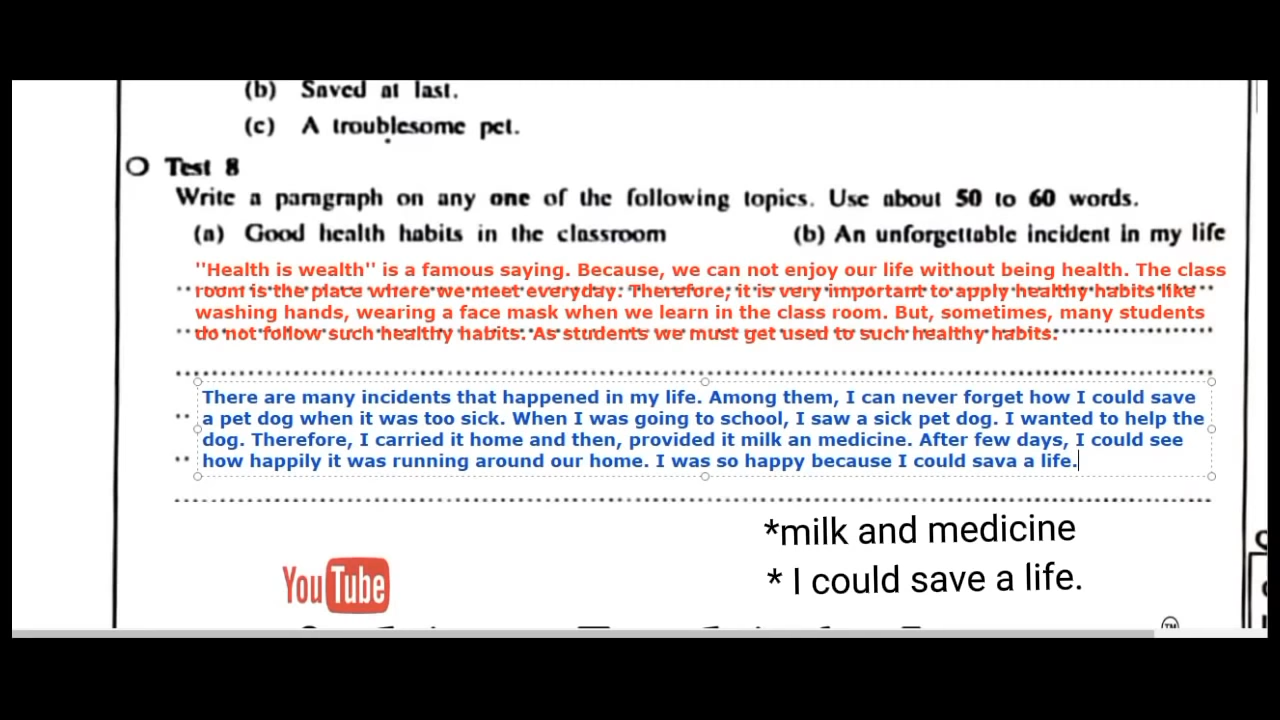 (b) Saved at last.
(c) A troublesome pet.
O Test 8
Write a paragraph on any one of the following topics. Use about 50 to 60 words.
(a) Good health habits in the classroom (b) An unforgettable incident in my life
''Health is wealth'' is a famous saying. Because, we can not enjoy our life without being health. The class
room is the place where we meet everyday. Therefore, it is very important to apply healthy habits like
washing hands, wearing a face mask when we learn in the class room. But, sometimes, many students
do not follow such healthy habits. As students we must get used to such healthy habits.
There are many incidents that happened in my life. Among them, I can never forget how I could save
a pet dog when it was too sick. When I was going to school, I saw a sick pet dog. I wanted to help the
dog. Therefore, I carried it home and then, provided it milk an medicine. After few days, I could see
how happily it was running around our home. I was so happy because I could sava a life.
*milk and medicine
* I could save a life.
YouTube
TM